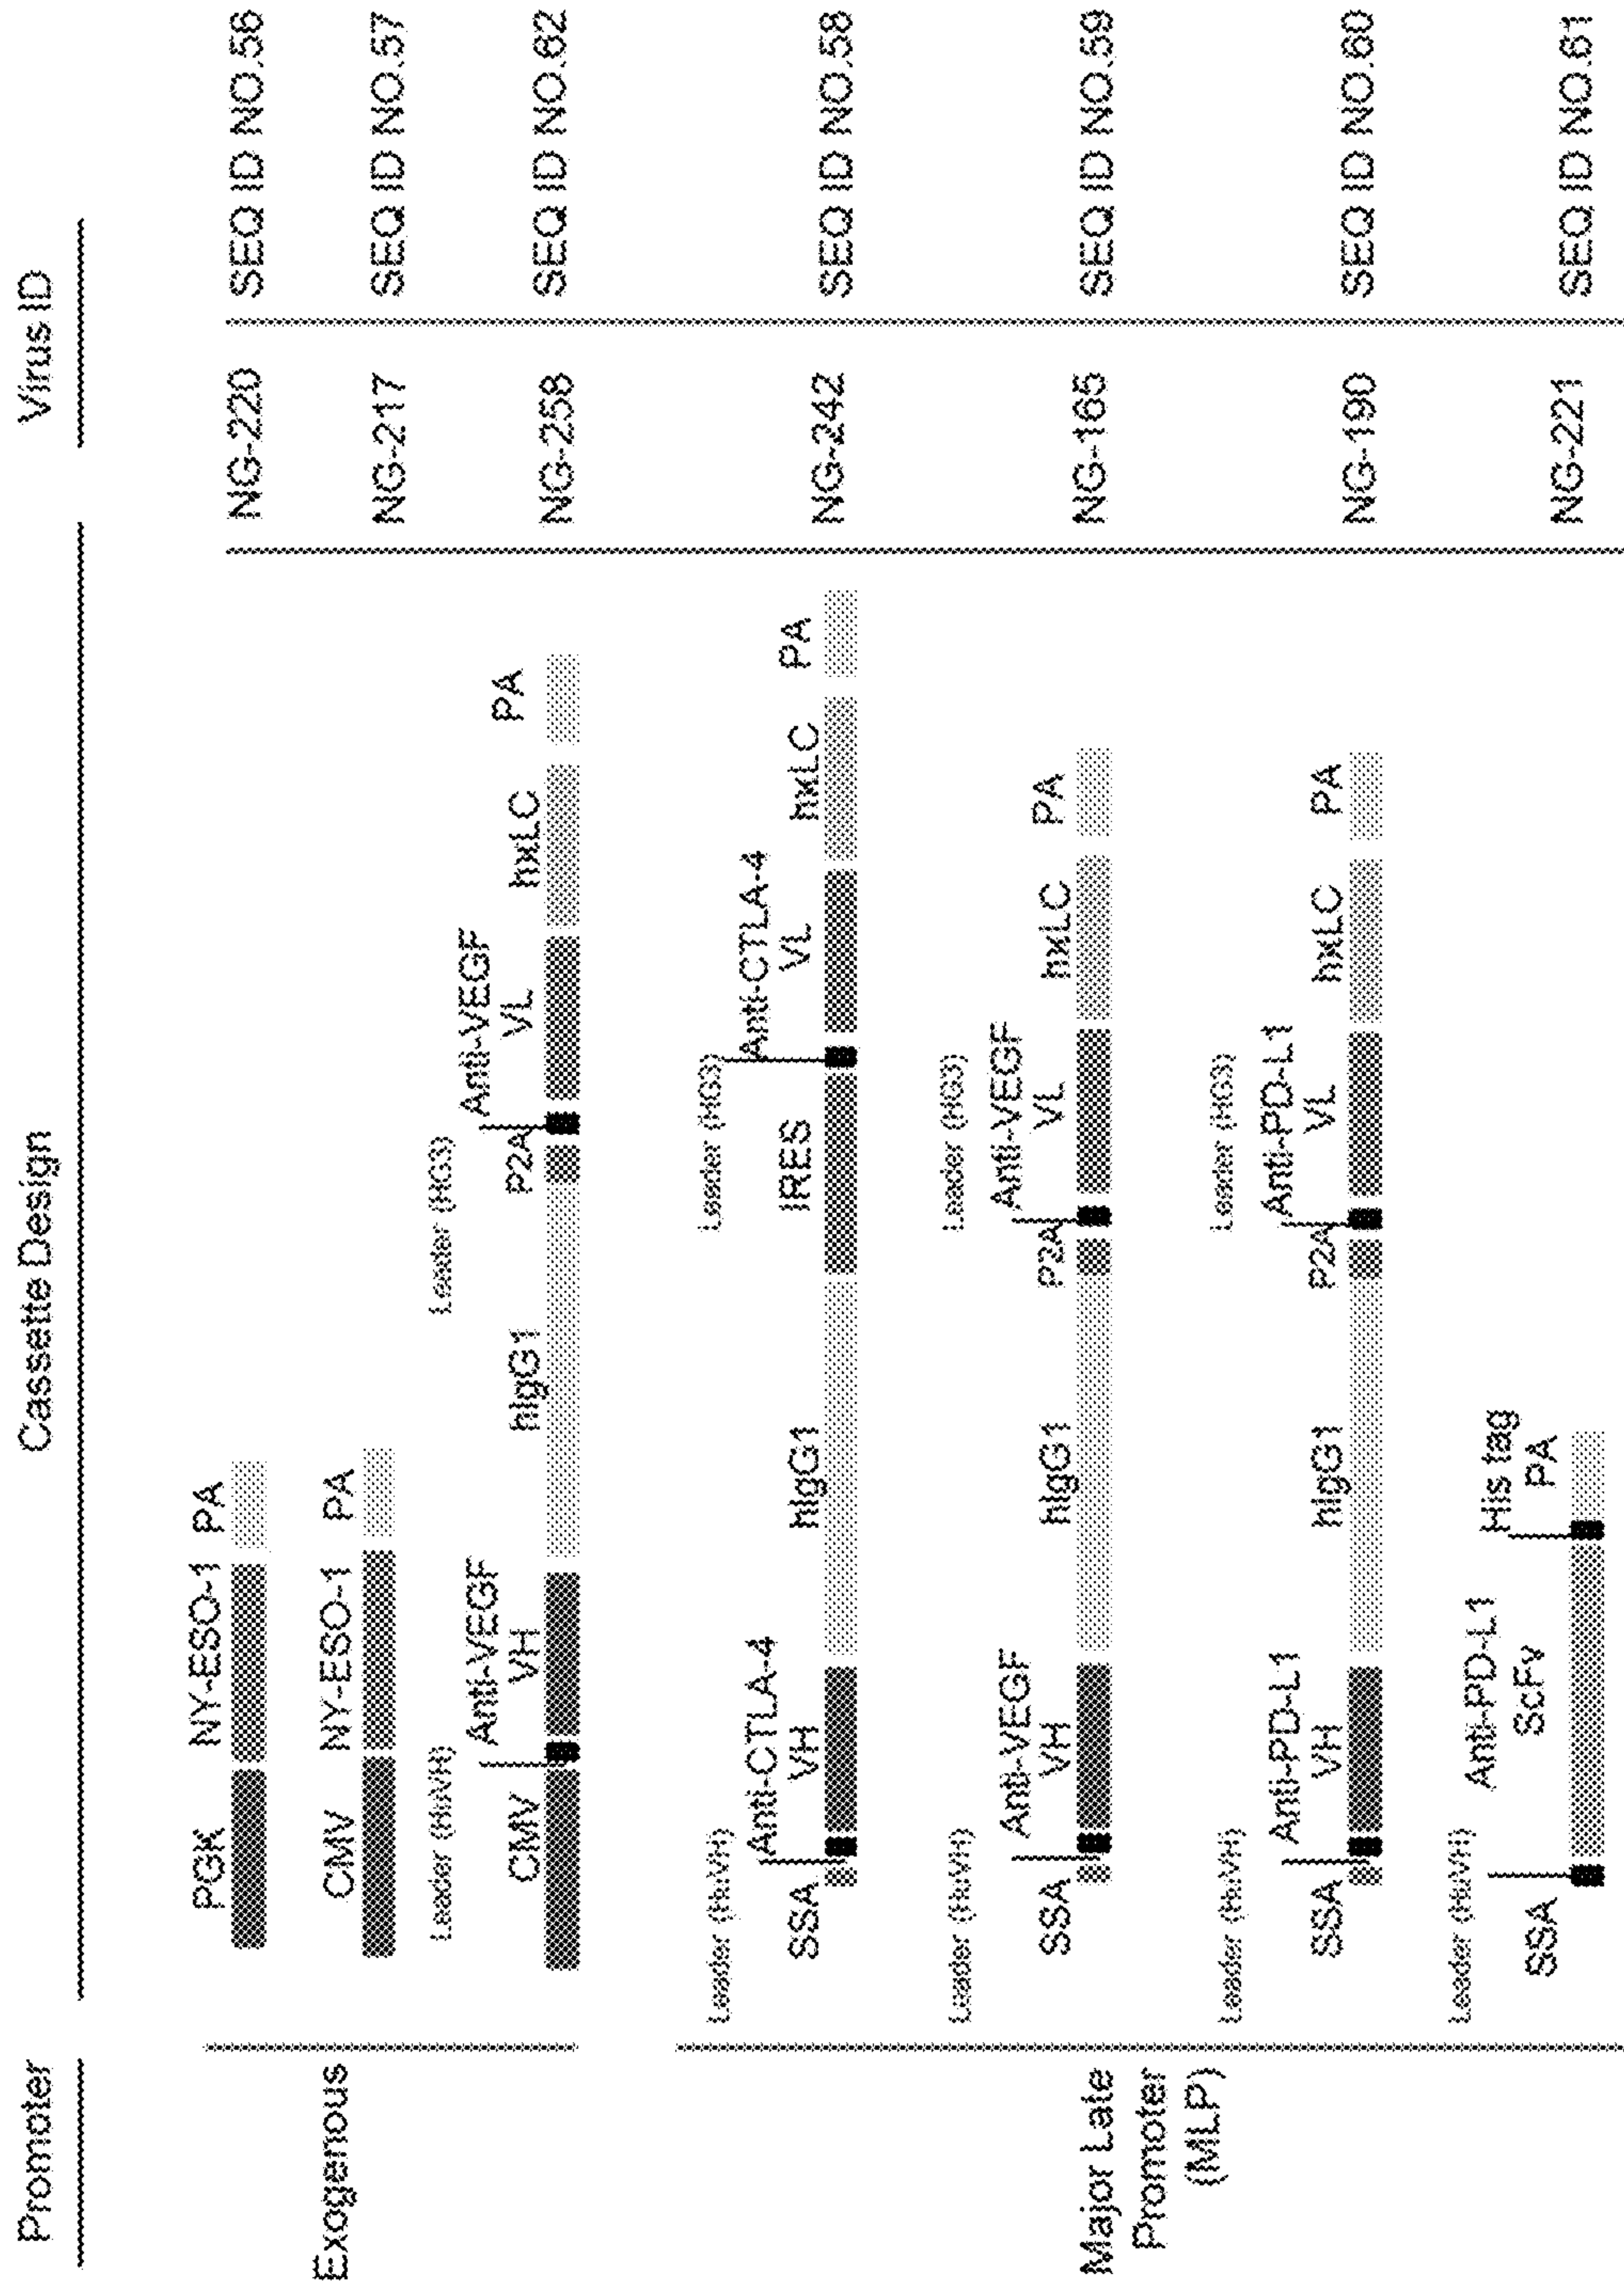 Promoter
Cassette Design
Virus ID
Exogenous
PGK NY-ESO-1 PA
NG-220 SEQ ID NO.56
CMV NY-ESO-1 PA
NG-217 SEQ ID NO.57
Leader (HuVH) Leader (HG3)
Anti-VEGF Anti-VEGF
VH VL
CMV hIgG1 P2A hκLC PA
NG-258 SEQ ID NO.62
Major Late
Promoter
(MLP)
Leader (HuVH) Leader (HG3)
Anti-CTLA-4 Anti-CTLA-4
SSA VH hIgG1 IRES VL hκLC PA
NG-242 SEQ ID NO.58
Leader (HuVH) Leader (HG3)
Anti-VEGF Anti-VEGF
SSA VH hIgG1 P2A VL hκLC PA
NG-165 SEQ ID NO.59
Leader (HuVH) Leader (HG3)
Anti-PD-L1 Anti-PD-L1
SSA VH hIgG1 P2A VL hκLC PA
NG-190 SEQ ID NO.60
Leader (HuVH)
Anti-PD-L1 His tag
SSA ScFv PA
NG-221 SEQ ID NO.61